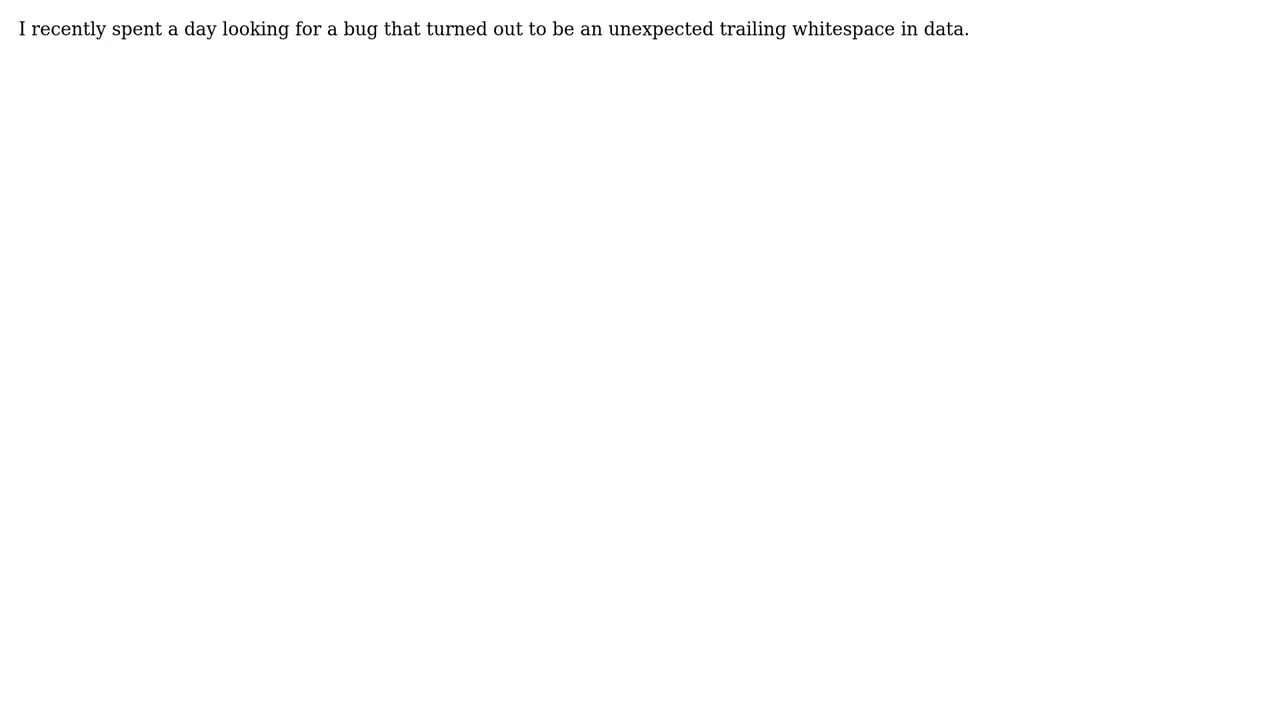 I recently spent a day looking for a bug that turned out to be an unexpected trailing whitespace in data.